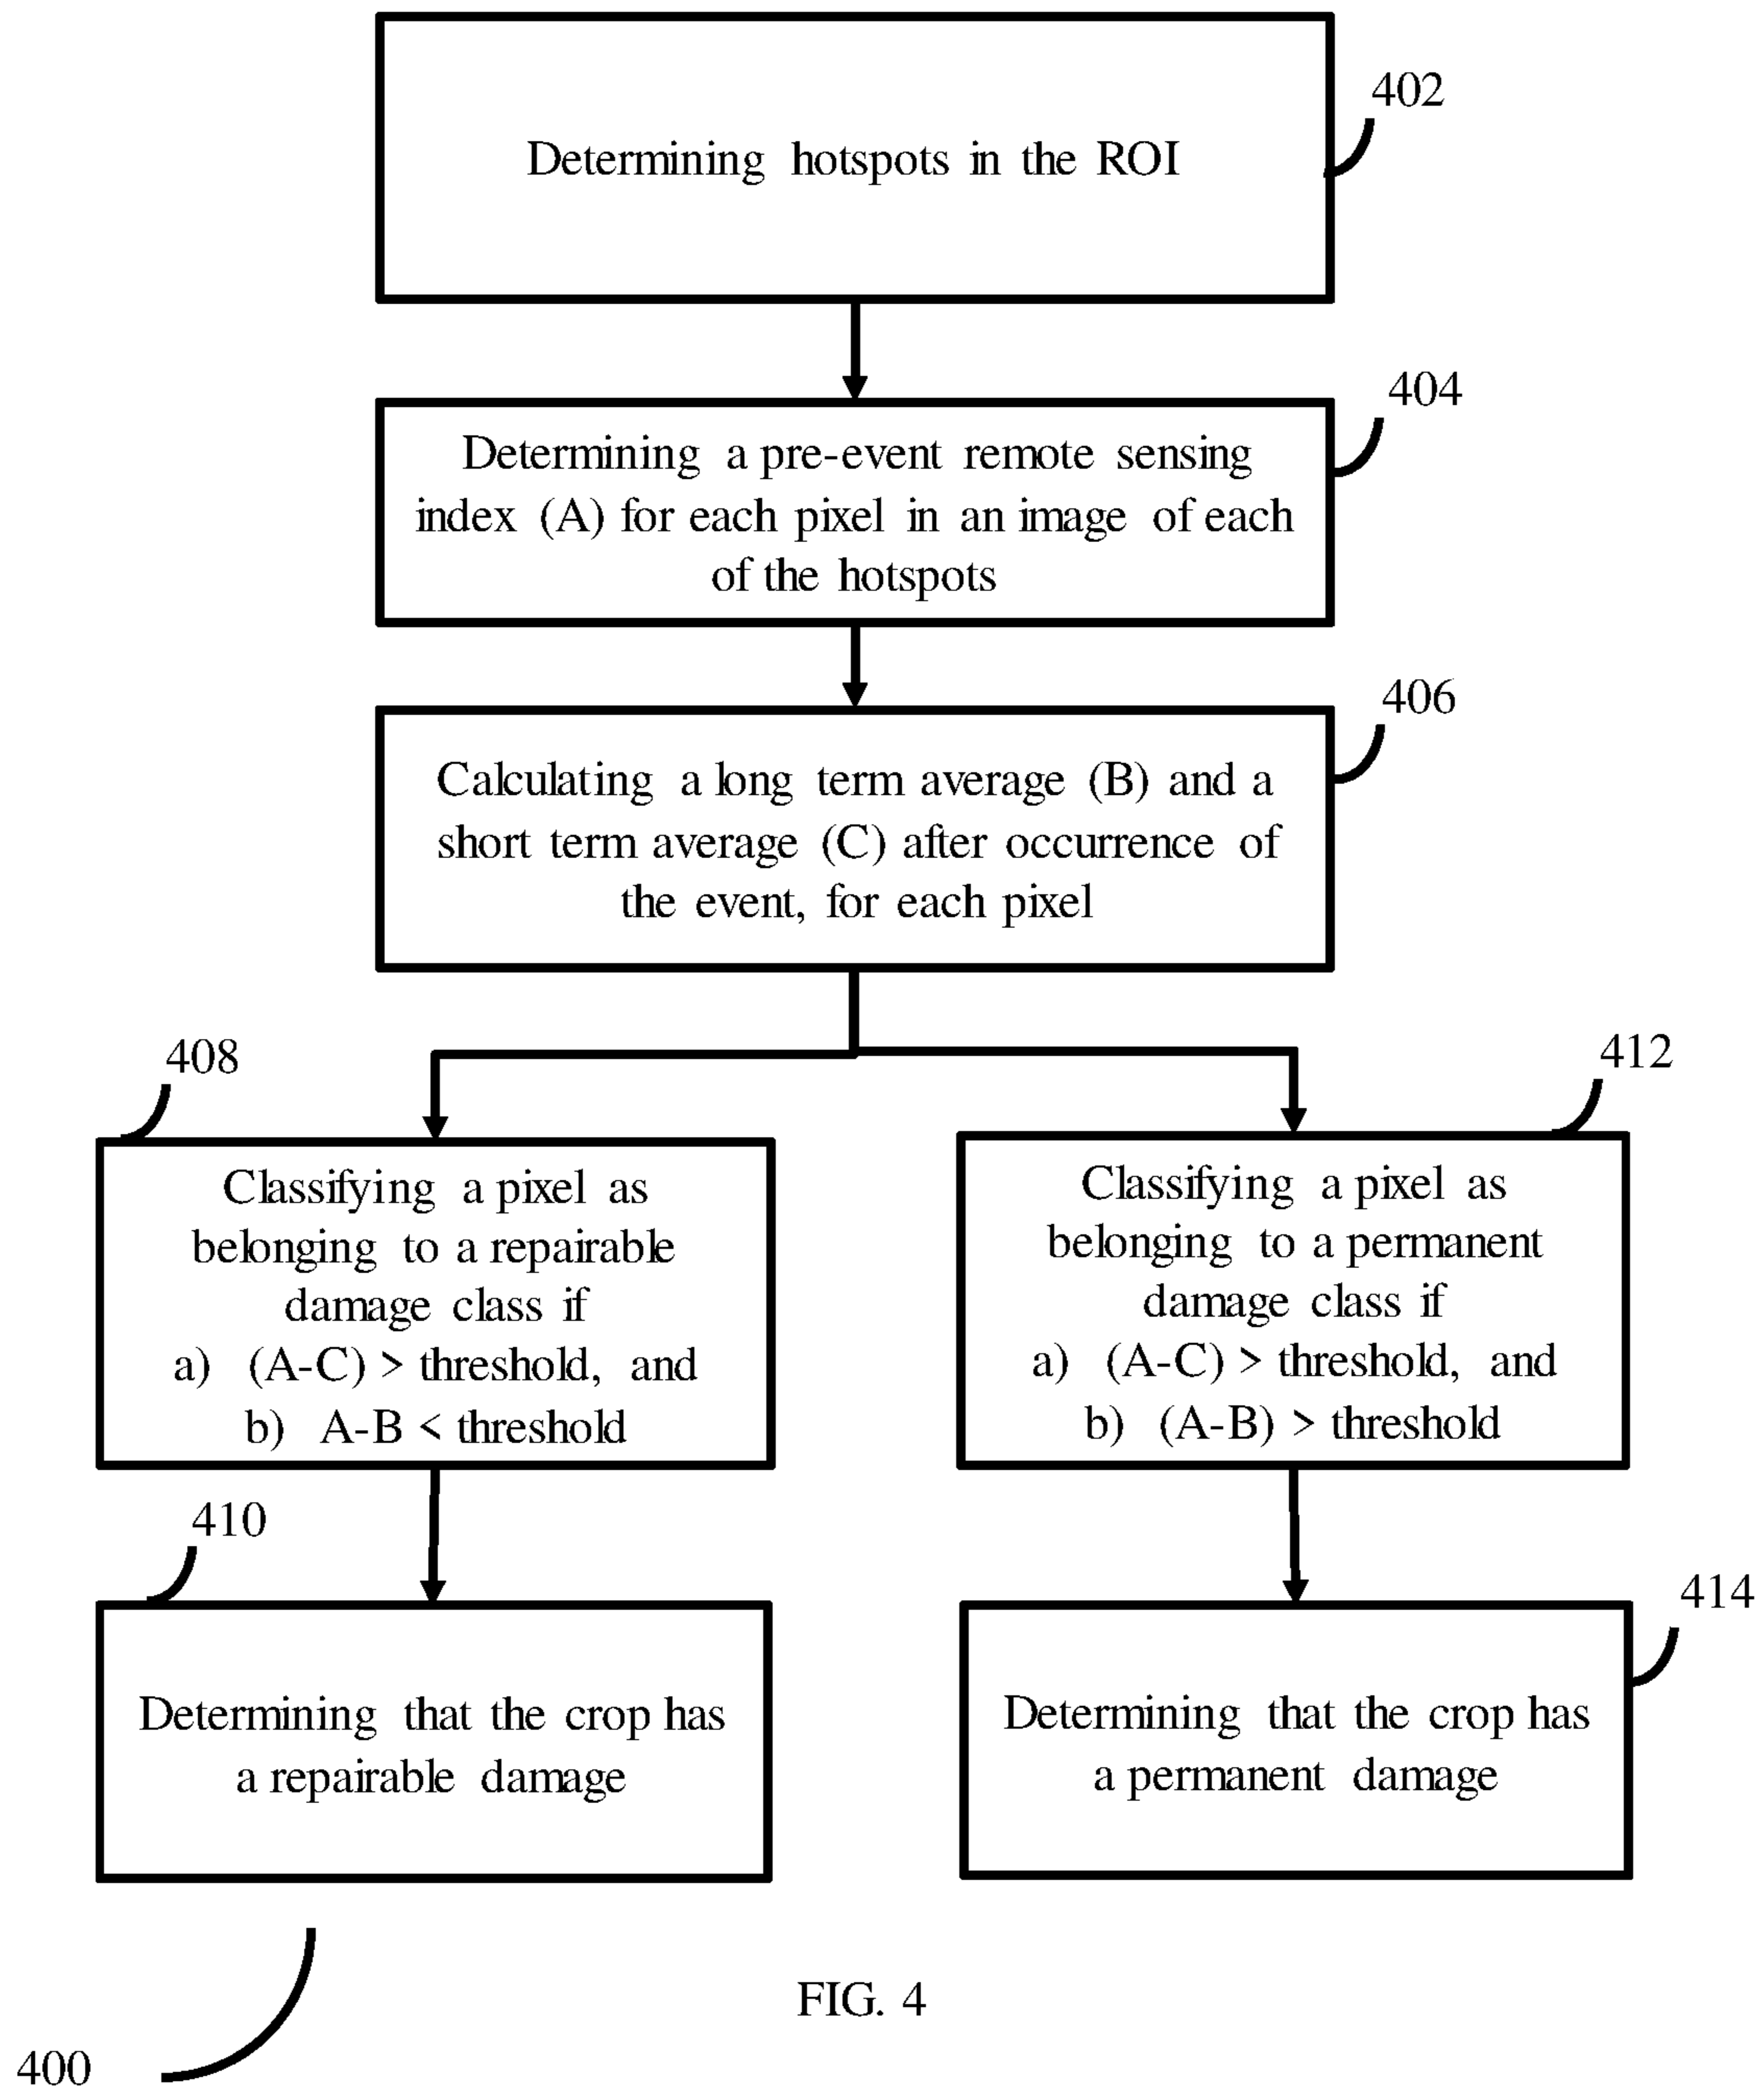 402
Determining hotspots in the ROI
404
Determining a pre-event remote sensing
index (A) for each pixel in an image of each
of the hotspots
406
Calculating a long term average (B) and a
short term average (C) after occurrence of
the event, for each pixel
408
Classifying a pixel as
belonging to a repairable
damage class if
a) (A-C) > threshold, and
b) A-B < threshold
412
Classifying a pixel as
belonging to a permanent
damage class if
a) (A-C) > threshold, and
b) (A-B) > threshold
410
Determining that the crop has
a repairable damage
414
Determining that the crop has
a permanent damage
FIG. 4
400